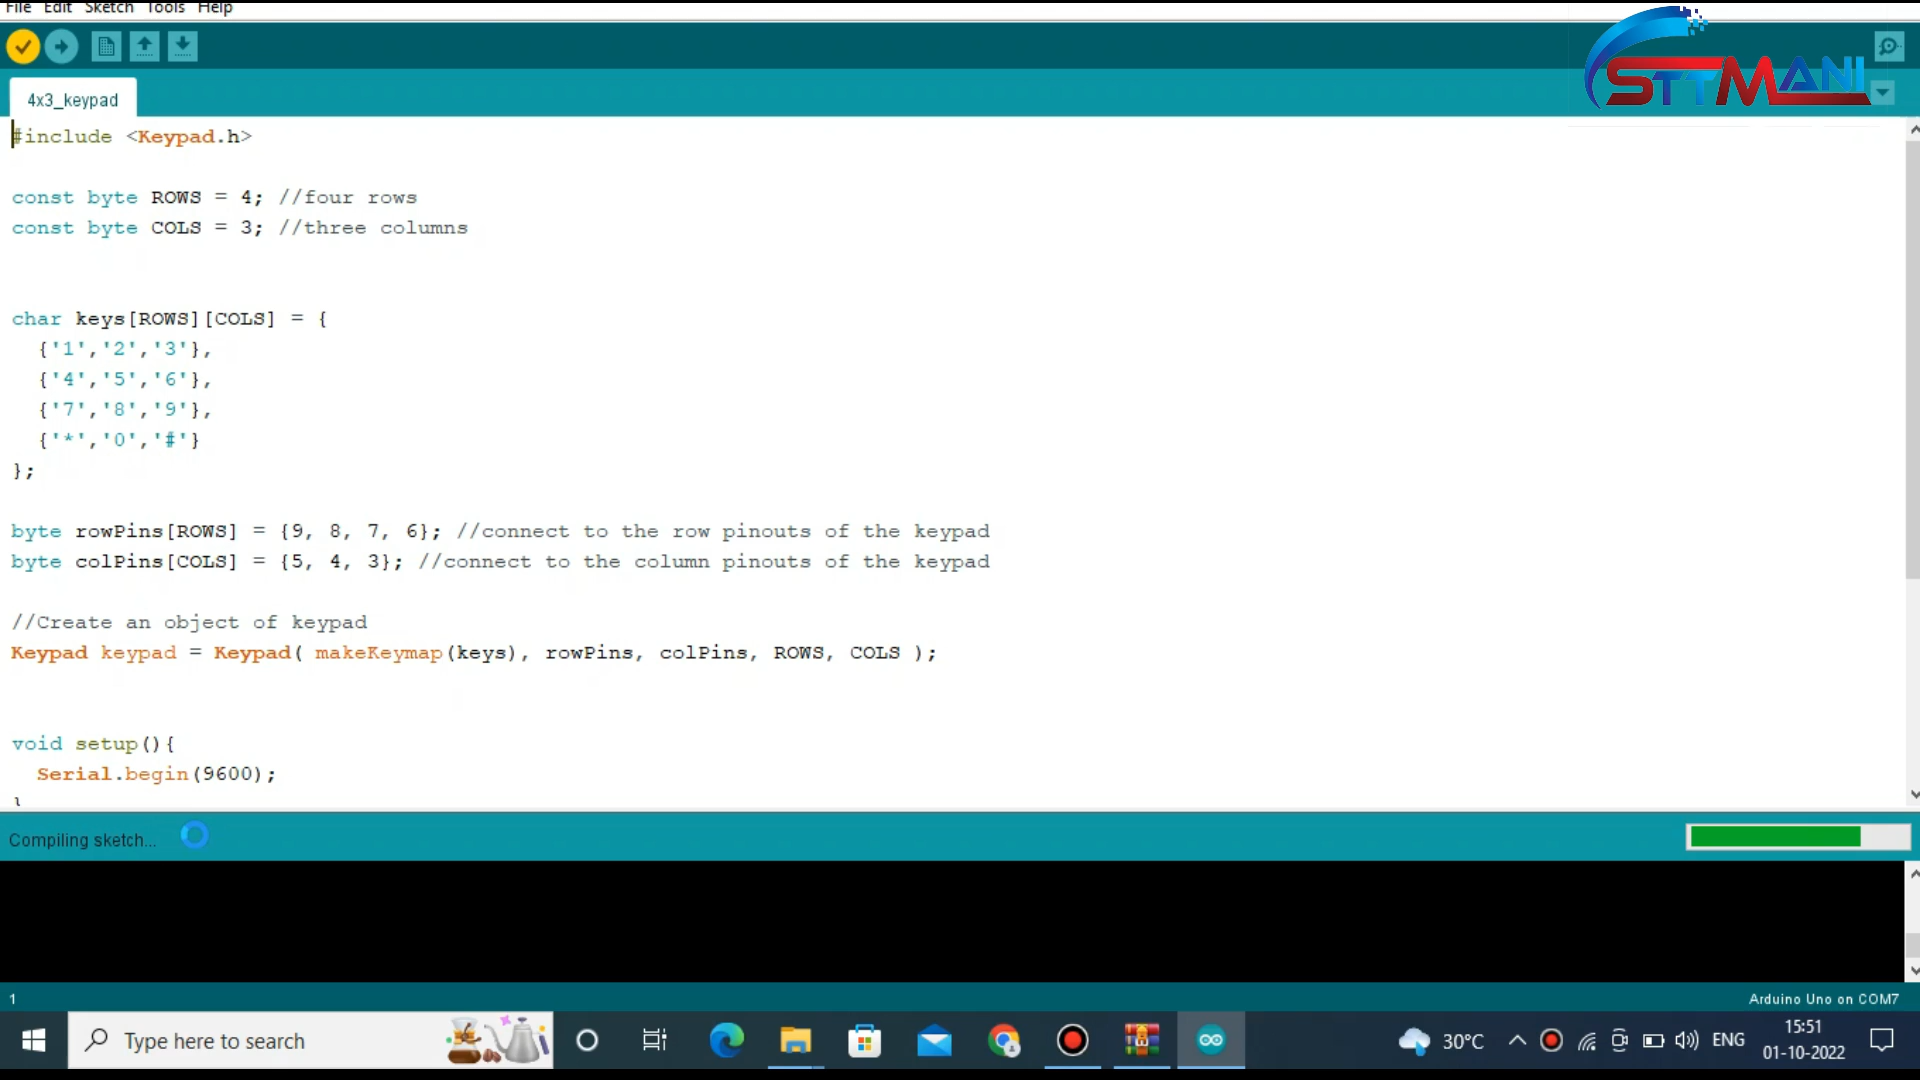 File Edit Sketch Tools Help
STTMANI
4x3_keypad
#include <Keypad.h>
const byte ROWS = 4; //four rows
const byte COLS = 3; //three columns
char keys[ROWS][COLS] = {
{'1','2','3'},
{'4','5','6'},
{'7','8','9'},
{'*','0','#'}
};
byte rowPins[ROWS] = {9, 8, 7, 6}; //connect to the row pinouts of the keypad
byte colPins[COLS] = {5, 4, 3}; //connect to the column pinouts of the keypad
//Create an object of keypad
Keypad keypad = Keypad( makeKeymap(keys), rowPins, colPins, ROWS, COLS );
void setup(){
Serial.begin(9600);
}
Compiling sketch...
1
Arduino Uno on COM7
Type here to search
30°C
ENG
15:51
01-10-2022